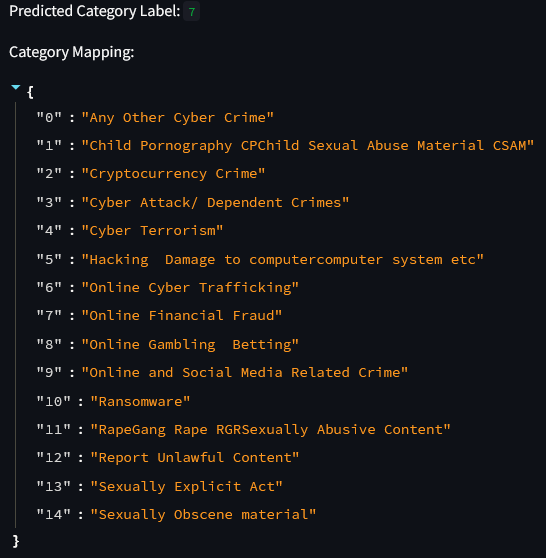 Predicted Category Label: 7
Category Mapping:
{
"0" : "Any Other Cyber Crime"
"1" : "Child Pornography CPChild Sexual Abuse Material CSAM"
"2" : "Cryptocurrency Crime"
"3" : "Cyber Attack/ Dependent Crimes"
"4" : "Cyber Terrorism"
"5" : "Hacking  Damage to computercomputer system etc"
"6" : "Online Cyber Trafficking"
"7" : "Online Financial Fraud"
"8" : "Online Gambling  Betting"
"9" : "Online and Social Media Related Crime"
"10" : "Ransomware"
"11" : "RapeGang Rape RGRSexually Abusive Content"
"12" : "Report Unlawful Content"
"13" : "Sexually Explicit Act"
"14" : "Sexually Obscene material"
}